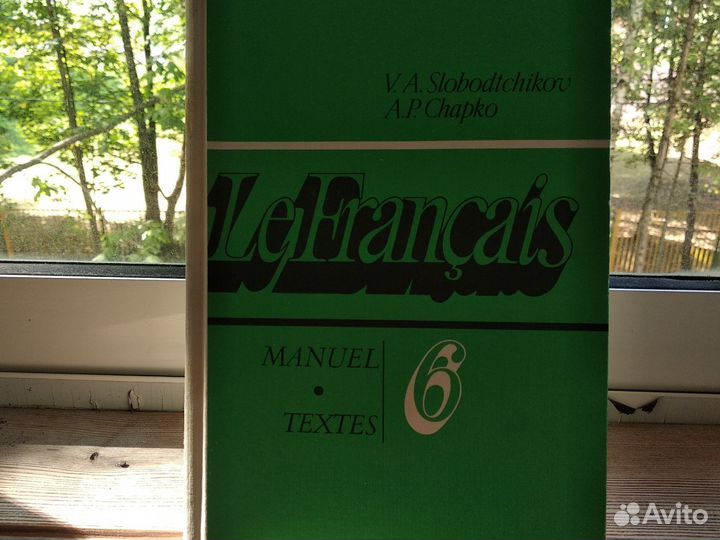 V. A. Slobodtchikov
A.P. Chapko
Le Français
MANUEL
•
TEXTES
6
Avito